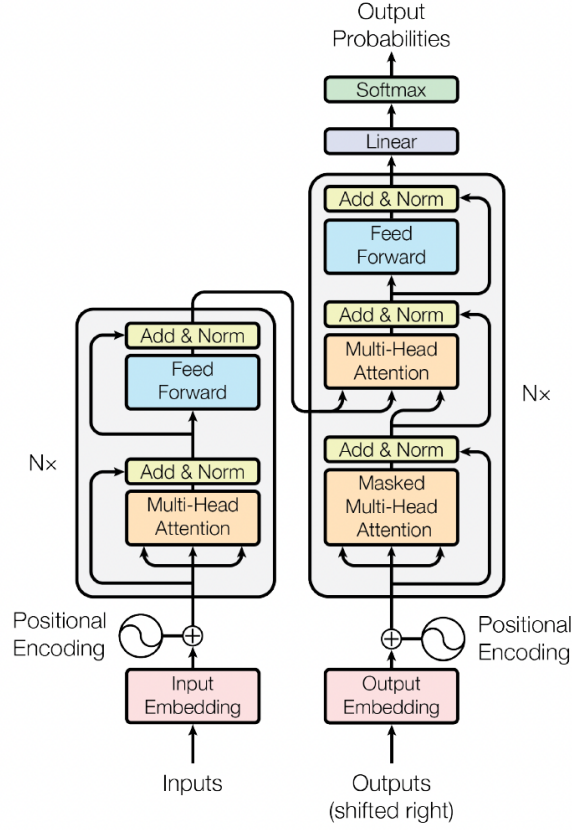 Output
Probabilities
Softmax
Linear
Add & Norm
Feed
Forward
Add & Norm
Multi-Head
Attention
Add & Norm
Masked
Multi-Head
Attention
N×
Add & Norm
Feed
Forward
Add & Norm
Multi-Head
Attention
N×
Positional
Encoding
Positional
Encoding
Input
Embedding
Output
Embedding
Inputs
Outputs
(shifted right)